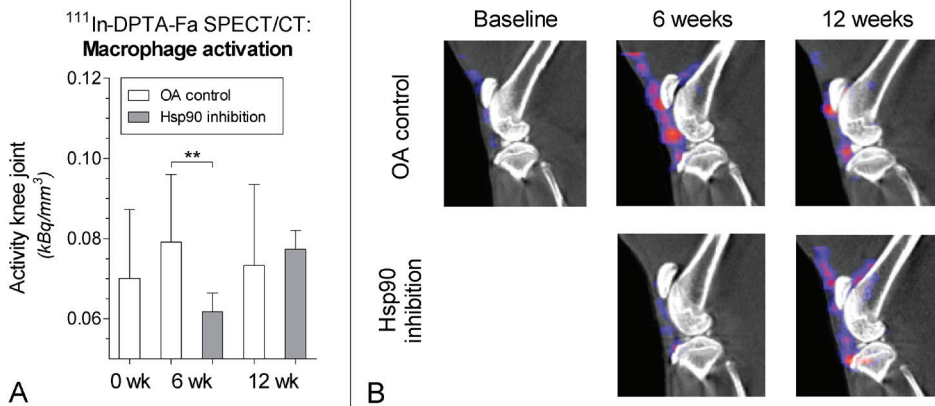 ¹¹¹In-DPTA-Fa SPECT/CT:
Macrophage activation
Activity knee joint
(kBq/mm³)
0.12
0.10
0.08
0.06
OA control
Hsp90 inhibition
**
0 wk 6 wk 12 wk
A
Baseline 6 weeks 12 weeks
OA control
Hsp90
inhibition
B